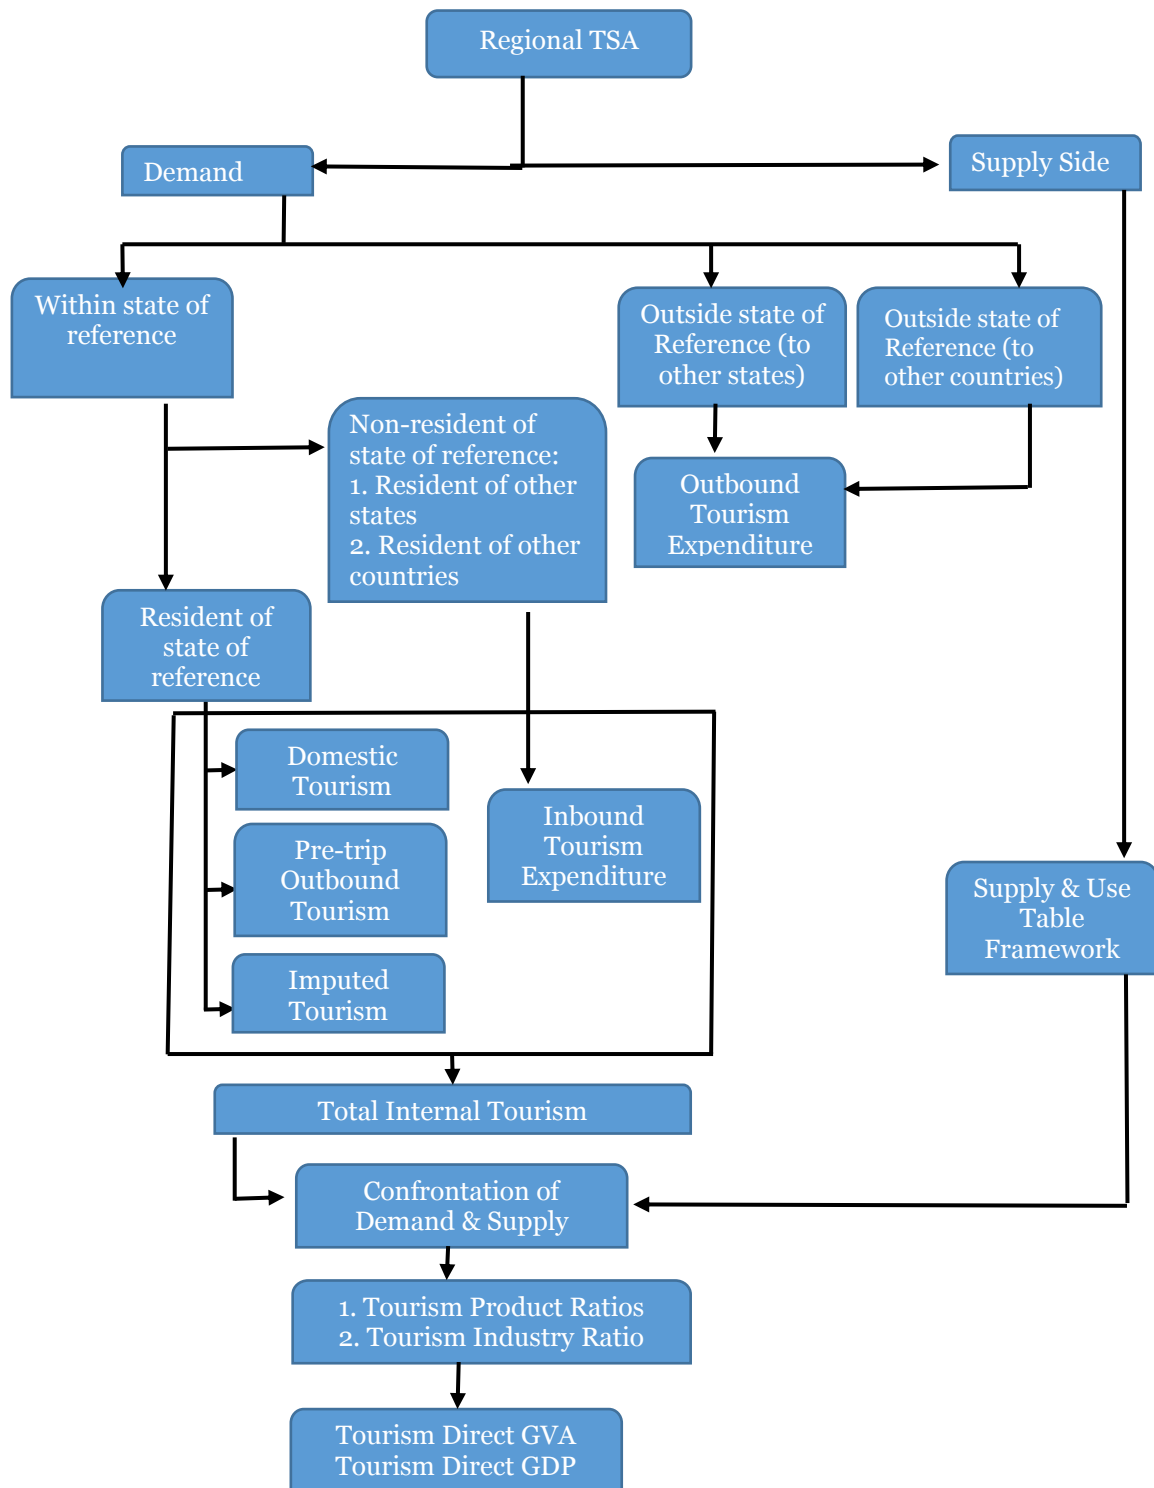 Regional TSA
Demand
Supply Side
Within state of
reference
Outside state of
Reference (to
other states)
Outside state of
Reference (to
other countries)
Non-resident of
state of reference:
1. Resident of other
states
2. Resident of other
countries
Outbound
Tourism
Expenditure
Resident of
state of
reference
Domestic
Tourism
Pre-trip
Outbound
Tourism
Imputed
Tourism
Inbound
Tourism
Expenditure
Supply & Use
Table
Framework
Total Internal Tourism
Confrontation of
Demand & Supply
1. Tourism Product Ratios
2. Tourism Industry Ratio
Tourism Direct GVA
Tourism Direct GDP